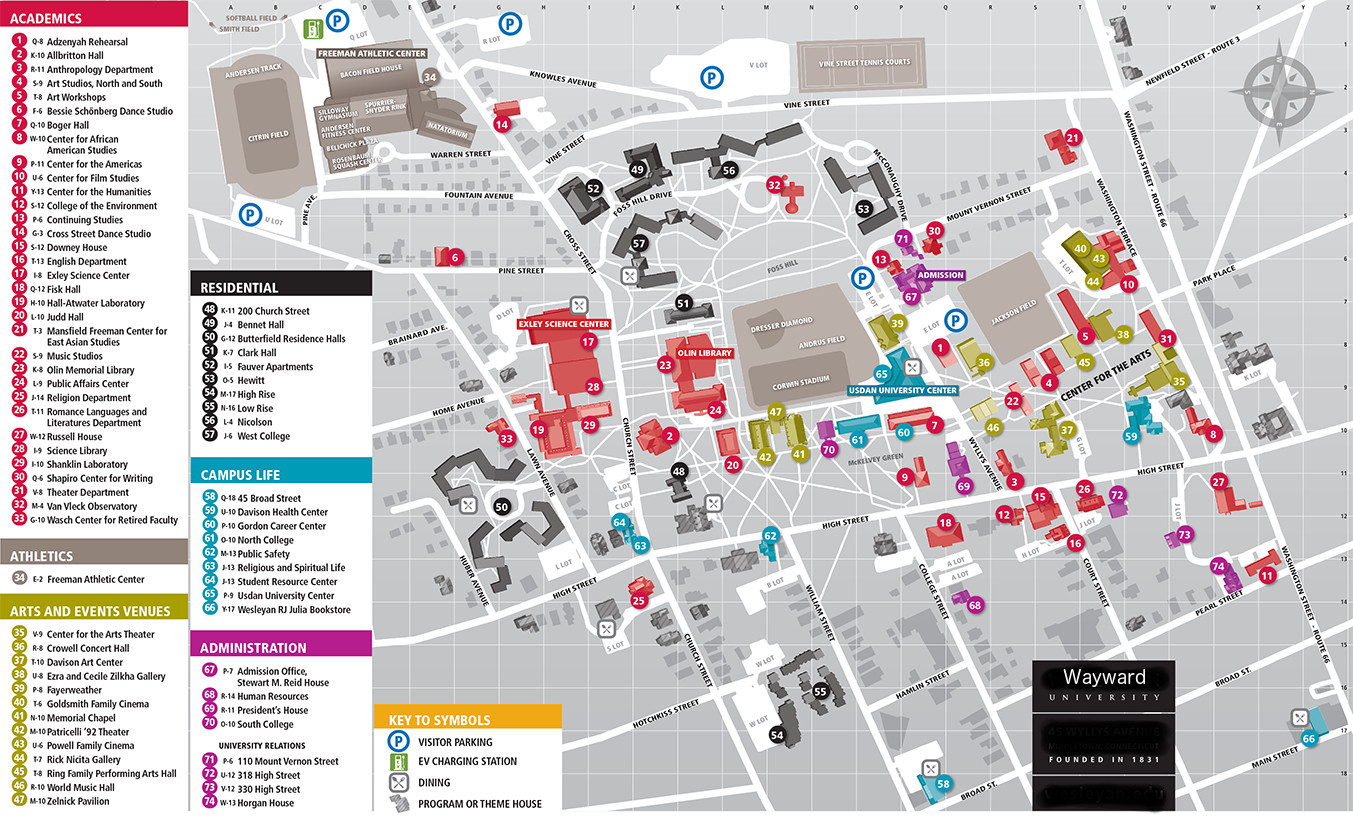 ACADEMICS
1 Q-8 Adzenyah Rehearsal
2 K-10 Allbritton Hall
3 R-11 Anthropology Department
4 S-9 Art Studios, North and South
5 T-8 Art Workshops
6 F-6 Bessie Schönberg Dance Studio
7 Q-10 Boger Hall
8 W-10 Center for African
American Studies
9 P-11 Center for the Americas
10 U-6 Center for Film Studies
11 Y-13 Center for the Humanities
12 S-12 College of the Environment
13 P-6 Continuing Studies
14 G-3 Cross Street Dance Studio
15 S-12 Downey House
16 T-13 English Department
17 I-8 Exley Science Center
18 Q-12 Fisk Hall
19 H-10 Hall-Atwater Laboratory
20 L-10 Judd Hall
21 T-3 Mansfield Freeman Center for
East Asian Studies
22 S-9 Music Studios
23 K-8 Olin Memorial Library
24 L-9 Public Affairs Center
25 J-14 Religion Department
26 T-11 Romance Languages and
Literatures Department
27 W-12 Russell House
28 I-9 Science Library
29 I-10 Shanklin Laboratory
30 Q-6 Shapiro Center for Writing
31 V-8 Theater Department
32 M-4 Van Vleck Observatory
33 G-10 Wasch Center for Retired Faculty
ATHLETICS
34 E-2 Freeman Athletic Center
ARTS AND EVENTS VENUES
35 V-9 Center for the Arts Theater
36 R-8 Crowell Concert Hall
37 T-10 Davison Art Center
38 U-8 Ezra and Cecile Zilkha Gallery
39 P-8 Fayerweather
40 T-6 Goldsmith Family Cinema
41 N-10 Memorial Chapel
42 M-10 Patricelli '92 Theater
43 U-6 Powell Family Cinema
44 T-7 Rick Nicita Gallery
45 T-8 Ring Family Performing Arts Hall
46 R-10 World Music Hall
47 M-10 Zelnick Pavilion
RESIDENTIAL
48 K-11 200 Church Street
49 J-4 Bennet Hall
50 G-12 Butterfield Residence Halls
51 K-7 Clark Hall
52 I-5 Fauver Apartments
53 O-5 Hewitt
54 M-17 High Rise
55 N-16 Low Rise
56 L-4 Nicolson
57 J-6 West College
CAMPUS LIFE
58 Q-18 45 Broad Street
59 U-10 Davison Health Center
60 P-10 Gordon Career Center
61 O-10 North College
62 M-13 Public Safety
63 J-13 Religious and Spiritual Life
64 J-13 Student Resource Center
65 P-9 Usdan University Center
66 Y-17 Wesleyan RJ Julia Bookstore
ADMINISTRATION
67 P-7 Admission Office,
Stewart M. Reid House
68 R-14 Human Resources
69 R-11 President's House
70 O-10 South College
UNIVERSITY RELATIONS
71 P-6 110 Mount Vernon Street
72 U-12 318 High Street
73 V-12 330 High Street
74 W-13 Horgan House
KEY TO SYMBOLS
P VISITOR PARKING
EV CHARGING STATION
DINING
PROGRAM OR THEME HOUSE
A B C D E F G H I J K L M N O P Q R S T U V W X Y Z
1
2
3
4
5
6
7
8
9
10
11
12
13
14
15
16
17
18
SOFTBALL FIELD
SMITH FIELD
Q LOT
R LOT
V LOT
VINE STREET TENNIS COURTS
ANDERSEN TRACK
CITRIN FIELD
FREEMAN ATHLETIC CENTER
BACON FIELD HOUSE
34
SILLOWAY
GYMNASIUM
SPURRIER-
SNYDER RINK
ANDERSEN
FITNESS CENTER
NATATORIUM
BELICHICK PLAZA
ROSENBAUM
SQUASH CENTER
WARREN STREET
FOUNTAIN AVENUE
PINE AVE.
U LOT
PINE STREET
KNOWLES AVENUE
VINE STREET
VINE STREET
CROSS STREET
FOSS HILL DRIVE
McCONAUGHY DRIVE
MOUNT VERNON STREET
WASHINGTON TERRACE
WASHINGTON STREET - ROUTE 66
NEWFIELD STREET - ROUTE 3
PARK PLACE
FOSS HILL
T LOT
ADMISSION
E LOT
E LOT
JACKSON FIELD
D LOT
EXLEY SCIENCE CENTER
OLIN LIBRARY
DRESSER DIAMOND
ANDRUS FIELD
CORWIN STADIUM
USDAN UNIVERSITY CENTER
CENTER FOR THE ARTS
K LOT
BRAINARD AVE.
HOME AVENUE
LAWN AVENUE
CHURCH STREET
McKELVEY GREEN
WYLLYS AVENUE
G LOT
HIGH STREET
C LOT
C LOT
HIGH STREET
J LOT
J LOT
H LOT
A LOT
A LOT
B LOT
L LOT
S LOT
HUBER AVENUE
HIGH STREET
CHURCH STREET
WILLIAM STREET
COLLEGE STREET
COURT STREET
PEARL STREET
WASHINGTON STREET - ROUTE 66
W LOT
W LOT
HOTCHRISS STREET
HAMLIN STREET
BROAD ST.
BROAD ST.
MAIN STREET
Wayward
UNIVERSITY
45 WYLLYS AVENUE
MIDDLETOWN, CONNECTICUT
FOUNDED IN 1831